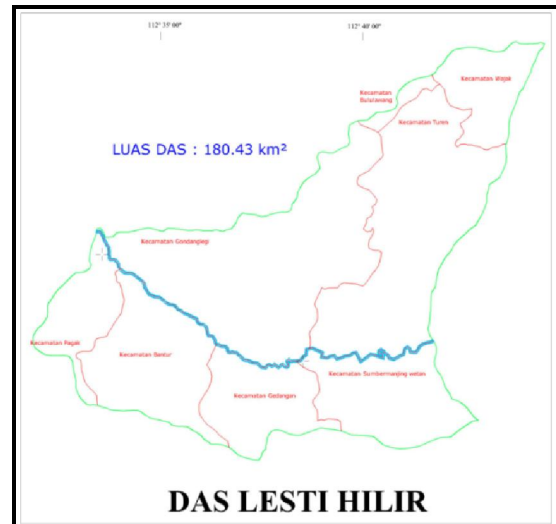 112° 35' 00"
112° 40' 00"
Kecamatan Wajak
Kecamatan
Bululawang
Kecamatan Turen
LUAS DAS : 180.43 km²
Kecamatan Gondanglegi
Kecamatan Pagak
Kecamatan Bantur
Kecamatan Sumbermanjing wetan
Kecamatan Gedangan
DAS LESTI HILIR